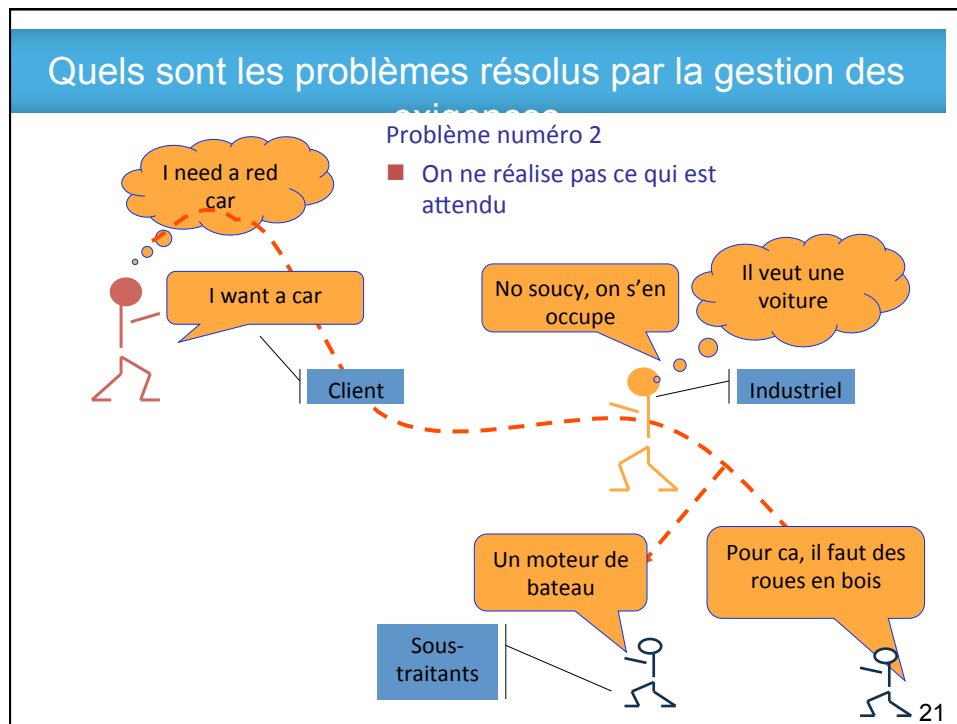 Quels sont les problèmes résolus par la gestion des
exigences
Problème numéro 2
On ne réalise pas ce qui est
attendu
I need a red
car
I want a car
Client
No soucy, on s'en
occupe
Il veut une
voiture
Industriel
Un moteur de
bateau
Pour ca, il faut des
roues en bois
Sous-
traitants
21